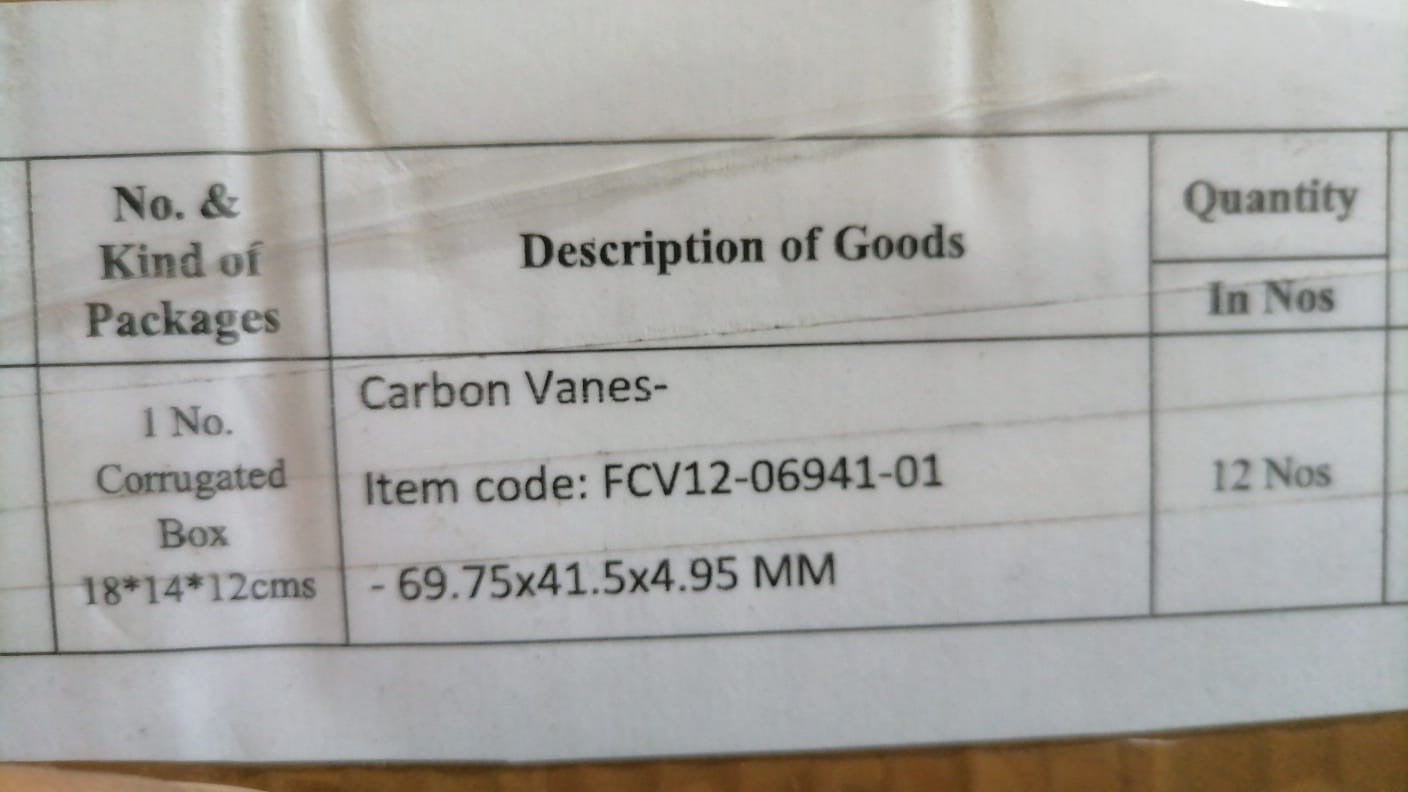 No. &
Kind of
Packages
Description of Goods
Quantity
In Nos
1 No.
Corrugated
Box
18*14*12cms
Carbon Vanes-
Item code: FCV12-06941-01
- 69.75x41.5x4.95 MM
12 Nos